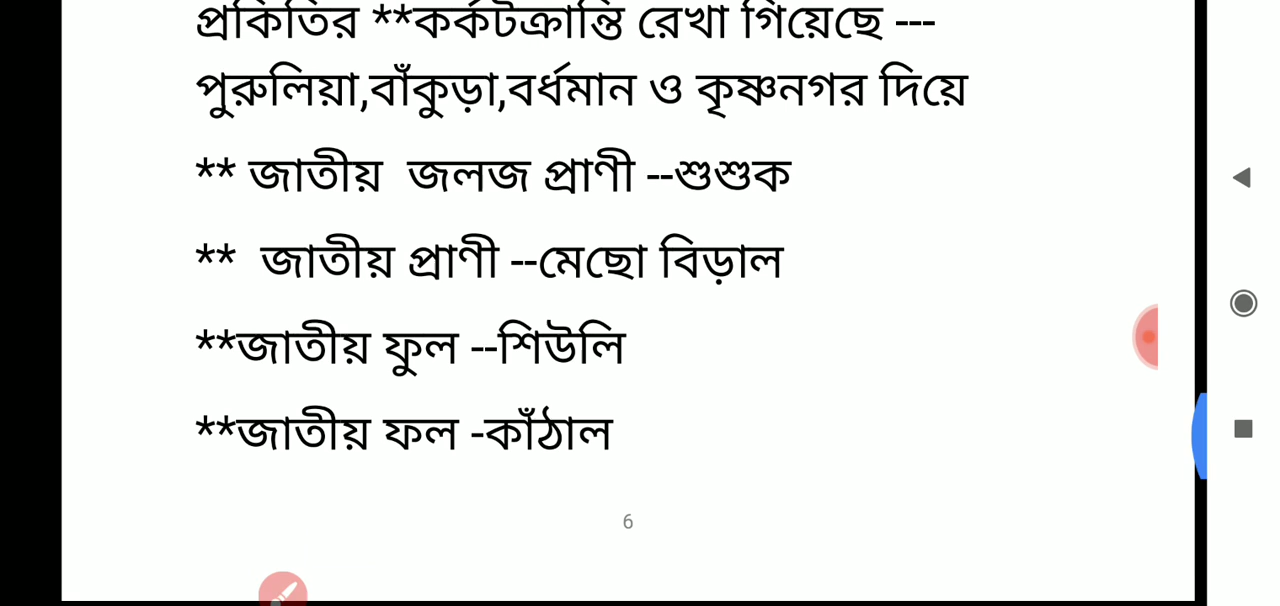 প্রকিতির **কর্কটক্রান্তি রেখা গিয়েছে ---
পুরুলিয়া,বাঁকুড়া,বর্ধমান ও কৃষ্ণনগর দিয়ে
** জাতীয়  জলজ প্রাণী --শুশুক
**  জাতীয় প্রাণী --মেছো বিড়াল
**জাতীয় ফুল --শিউলি
**জাতীয় ফল -কাঁঠাল
6